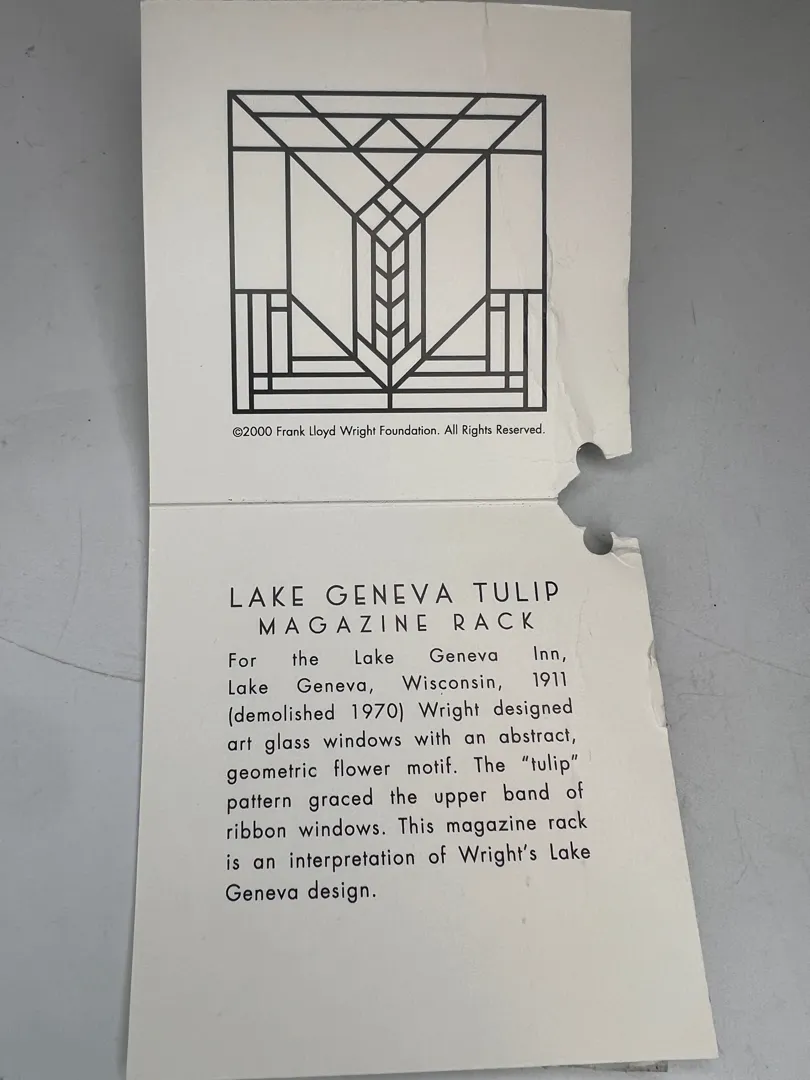 ©2000 Frank Lloyd Wright Foundation. All Rights Reserved.
LAKE GENEVA TULIP
MAGAZINE RACK
For the Lake Geneva Inn,
Lake Geneva, Wisconsin, 1911
(demolished 1970) Wright designed
art glass windows with an abstract,
geometric flower motif. The “tulip”
pattern graced the upper band of
ribbon windows. This magazine rack
is an interpretation of Wright’s Lake
Geneva design.